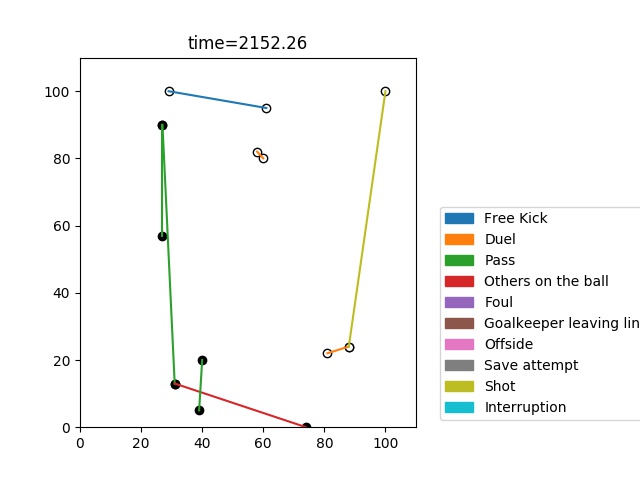 time=2152.26
100
80
60
40
20
0
0 20 40 60 80 100
Free Kick
Duel
Pass
Others on the ball
Foul
Goalkeeper leaving lin
Offside
Save attempt
Shot
Interruption